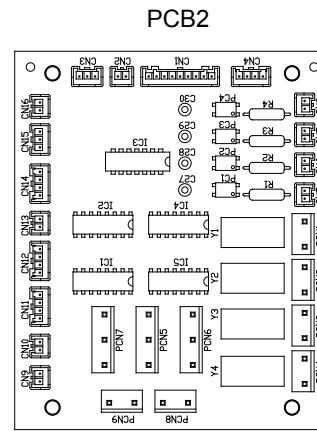 PCB2
CN3 CN2 CN1 CN4
C30 PC4 R4
CN16
C29 PC3 R3
CN15 IC3
C28 PC2 R2
CN14
C27 PC1 R1
CN13 IC2 IC4 Y1
CN12 IC1 IC5 Y2
CN11 PCN7 PCN5 PCN6 Y3
CN10 Y4
CN9
PCN9 PCN8